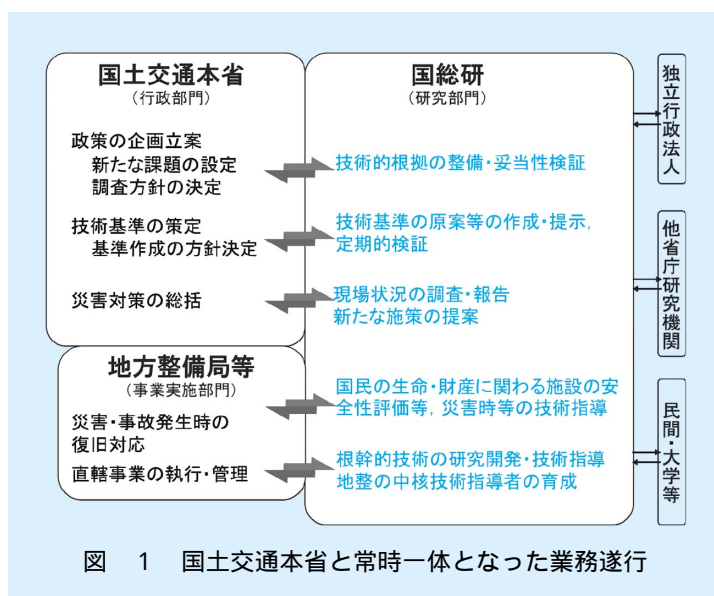 国土交通本省
（行政部門）
政策の企画立案
新たな課題の設定
調査方針の決定
技術基準の策定
基準作成の方針決定
災害対策の総括
地方整備局等
（事業実施部門）
災害・事故発生時の
復旧対応
直轄事業の執行・管理
国総研
（研究部門）
技術的根拠の整備・妥当性検証
技術基準の原案等の作成・提示，
定期的検証
現場状況の調査・報告
新たな施策の提案
国民の生命・財産に関わる施設の安
全性評価等，災害時等の技術指導
根幹的技術の研究開発・技術指導
地整の中核技術指導者の育成
独立行政法人
他省庁研究機関
民間・大学等
図　1　国土交通本省と常時一体となった業務遂行